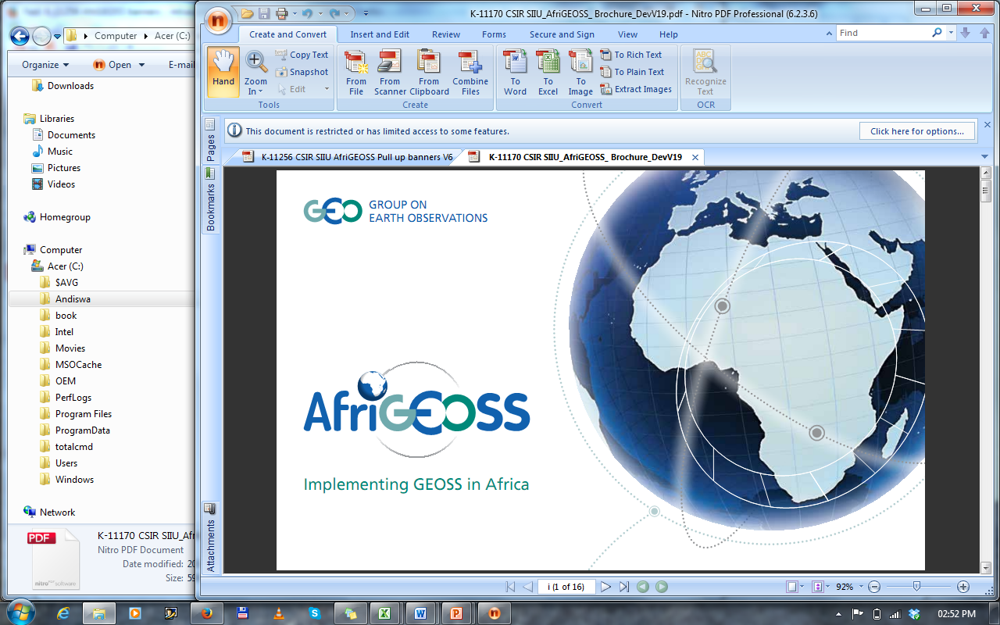 K-11170 CSIR SIIU_AfriGEOSS_ Brochure_DevV19.pdf - Nitro PDF Professional (6.2.3.6)
Computer
Acer (C:)
Create and Convert
Insert and Edit
Review
Forms
Secure and Sign
View
Help
Find
Organize
Open
E-mai
Hand
Zoom In
Copy Text
Snapshot
Edit
Tools
From File
From Scanner
From Clipboard
Combine Files
Create
To Word
To Excel
To Image
To Rich Text
To Plain Text
Extract Images
Convert
Recognize Text
OCR
Downloads
Libraries
Documents
Music
Pictures
Videos
Homegroup
Computer
Acer (C:)
$AVG
Andiswa
book
Intel
Movies
MSOCache
OEM
PerfLogs
Program Files
ProgramData
totalcmd
Users
Windows
Network
PDF
nitro software
K-11170 CSIR SIIU_Afr
Nitro PDF Document
Date modified: 20
Size: 59
Pages
Bookmarks
Attachments
This document is restricted or has limited access to some features.
Click here for options...
K-11256 CSIR SIIU AfriGEOSS Pull up banners V6
K-11170 CSIR SIIU_AfriGEOSS_ Brochure_DevV19
GEO
GROUP ON
EARTH OBSERVATIONS
AfriGEOSS
Implementing GEOSS in Africa
i (1 of 16)
92%
02:52 PM